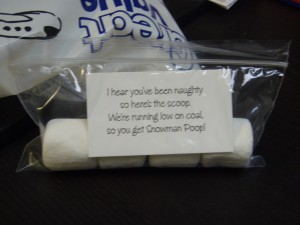 I hear you've been naughty
so here's the scoop.
We're running low on coal,
so you get Snowman Poop!